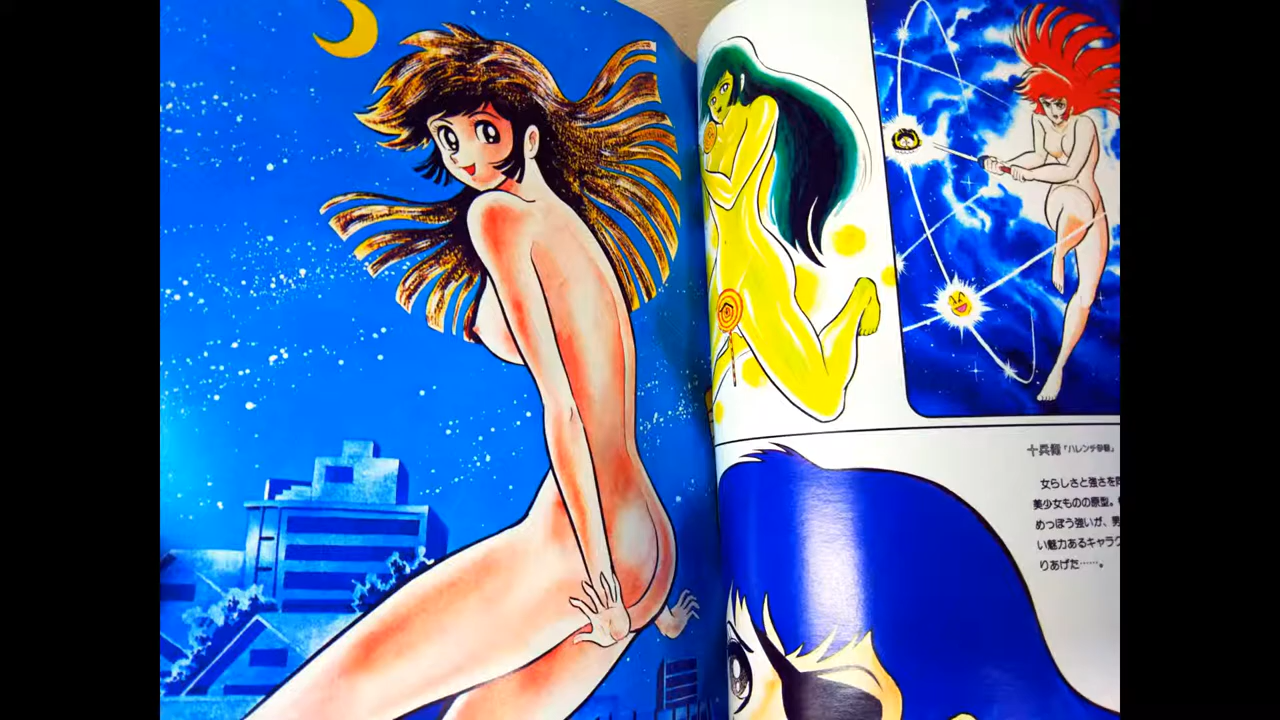 十兵衛「ハレンチ学園」
女らしさと強さを
美少女ものの原型。
めっぽう強いが、男
い魅力あるキャラク
りあげた……。